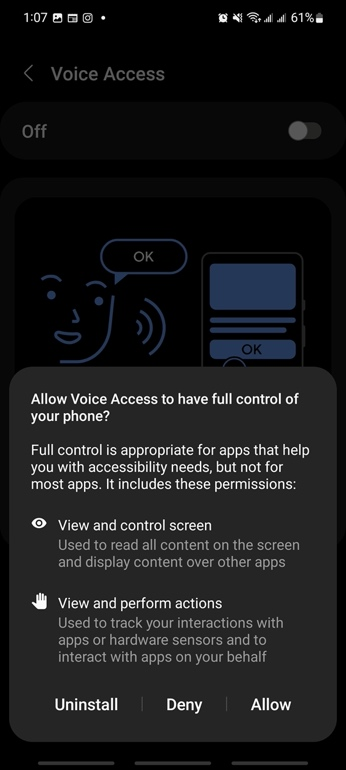 1:07 61%
Voice Access
Off
OK
OK
Allow Voice Access to have full control of
your phone?
Full control is appropriate for apps that help
you with accessibility needs, but not for
most apps. It includes these permissions:
View and control screen
Used to read all content on the screen
and display content over other apps
View and perform actions
Used to track your interactions with
apps or hardware sensors and to
interact with apps on your behalf
Uninstall Deny Allow